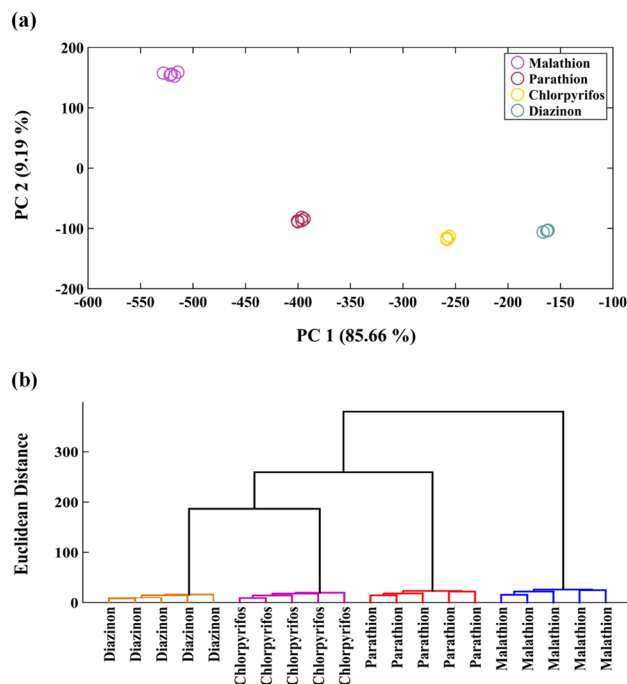 (a)
200
100
0
-100
-200
-600
-550
-500
-450
-400
-350
-300
-250
-200
-150
-100
PC 2 (9.19 %)
PC 1 (85.66 %)
Malathion
Parathion
Chlorpyrifos
Diazinon
(b)
Euclidean Distance
300
200
100
0
Diazinon
Diazinon
Diazinon
Diazinon
Diazinon
Chlorpyrifos
Chlorpyrifos
Chlorpyrifos
Chlorpyrifos
Chlorpyrifos
Parathion
Parathion
Parathion
Parathion
Parathion
Malathion
Malathion
Malathion
Malathion
Malathion